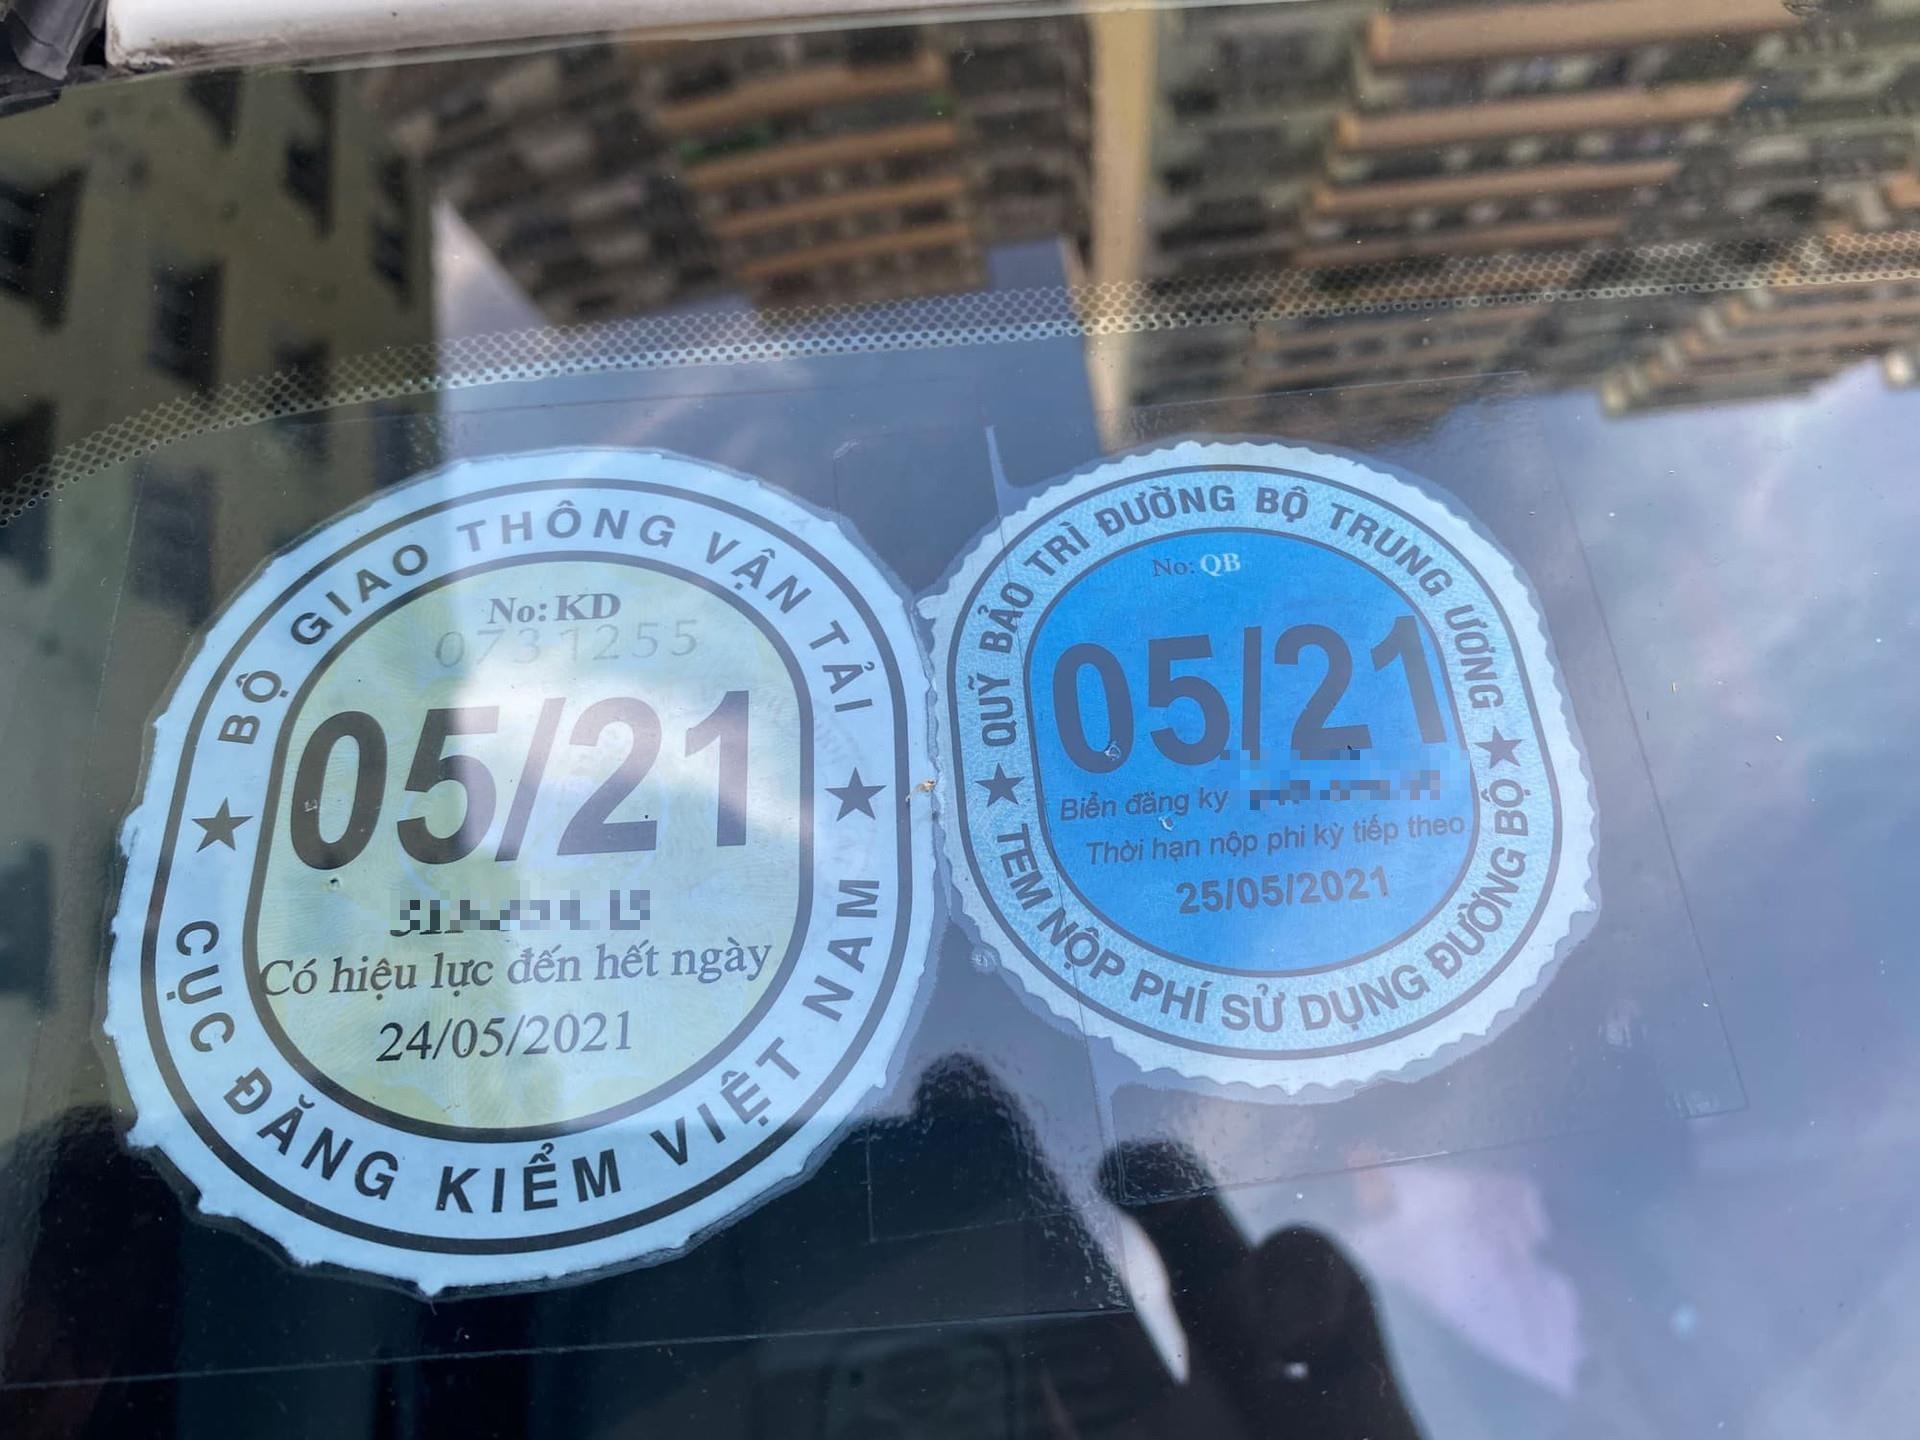 BỘ GIAO THÔNG VẬN TẢI
No: KD
0731255
05/21
Có hiệu lực đến hết ngày
24/05/2021
CỤC ĐĂNG KIỂM VIỆT NAM
QUỸ BẢO TRÌ ĐƯỜNG BỘ TRUNG ƯƠNG
No: QB
05/21
Biển đăng ký
Thời hạn nộp phí kỳ tiếp theo
25/05/2021
TEM NỘP PHÍ SỬ DỤNG ĐƯỜNG BỘ